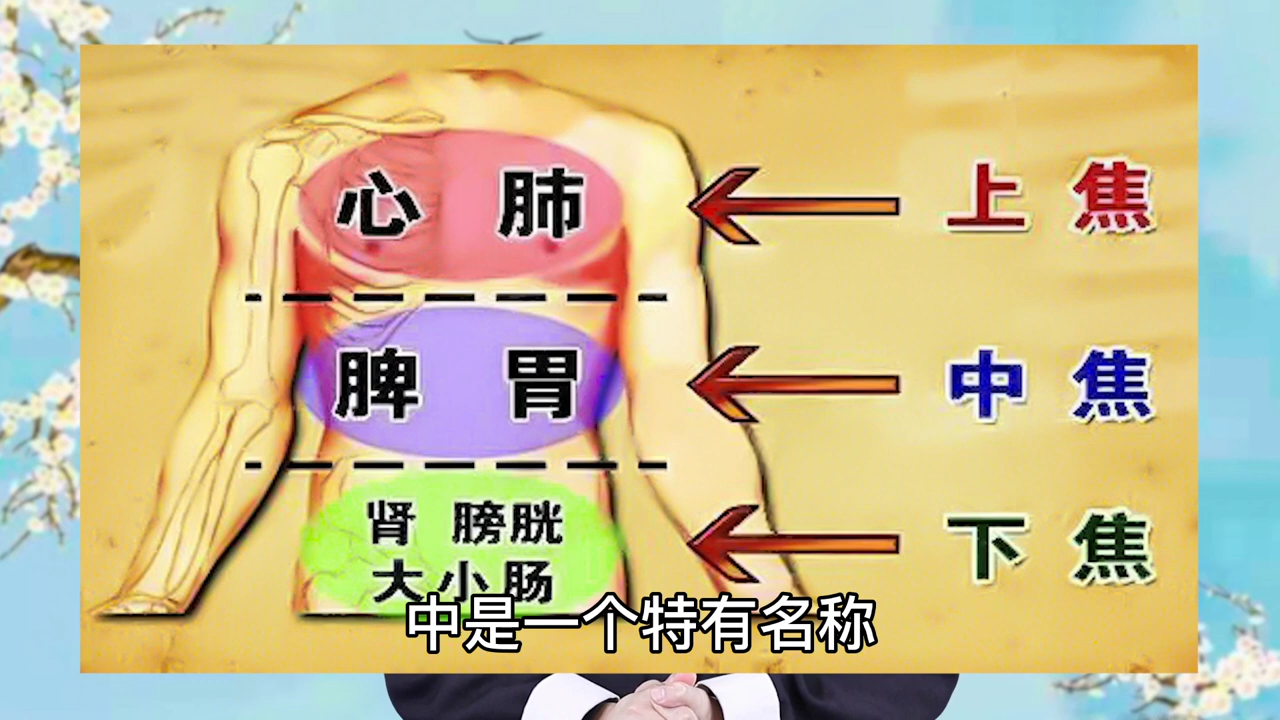 心 肺
上 焦
脾 胃
中 焦
肾 膀胱
大小肠
下 焦
中是一个特有名称